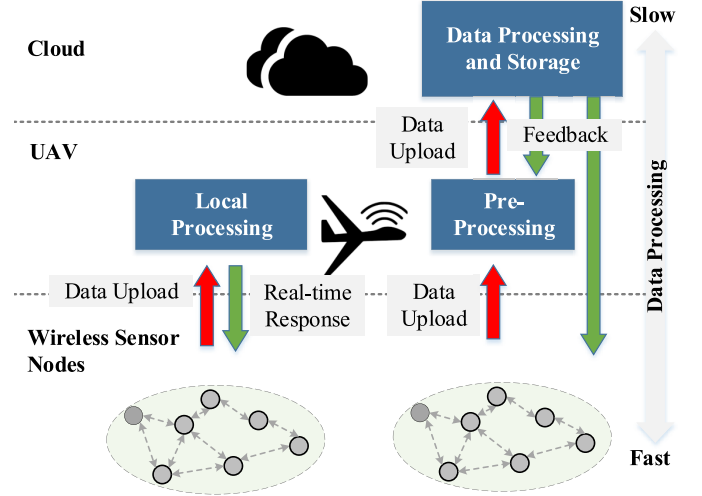 Slow
Cloud
Data Processing
and Storage
Data
Upload
Feedback
UAV
Local
Processing
Pre-
Processing
Data Processing
Data Upload
Real-time
Response
Data
Upload
Wireless Sensor
Nodes
Fast